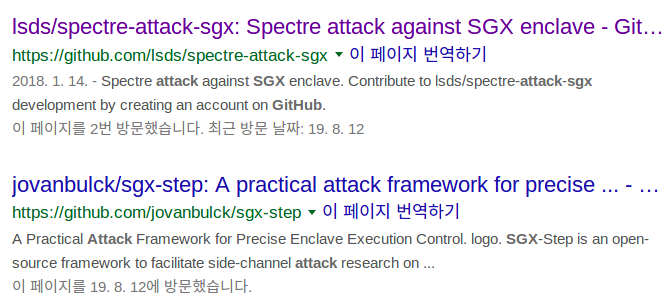 lsds/spectre-attack-sgx: Spectre attack against SGX enclave - Git...
https://github.com/lsds/spectre-attack-sgx ▼ 이 페이지 번역하기
2018. 1. 14. - Spectre attack against SGX enclave. Contribute to lsds/spectre-attack-sgx
development by creating an account on GitHub.
이 페이지를 2번 방문했습니다. 최근 방문 날짜: 19. 8. 12
jovanbulck/sgx-step: A practical attack framework for precise ... - ...
https://github.com/jovanbulck/sgx-step ▼ 이 페이지 번역하기
A Practical Attack Framework for Precise Enclave Execution Control. logo. SGX-Step is an open-
source framework to facilitate side-channel attack research on ...
이 페이지를 19. 8. 12에 방문했습니다.